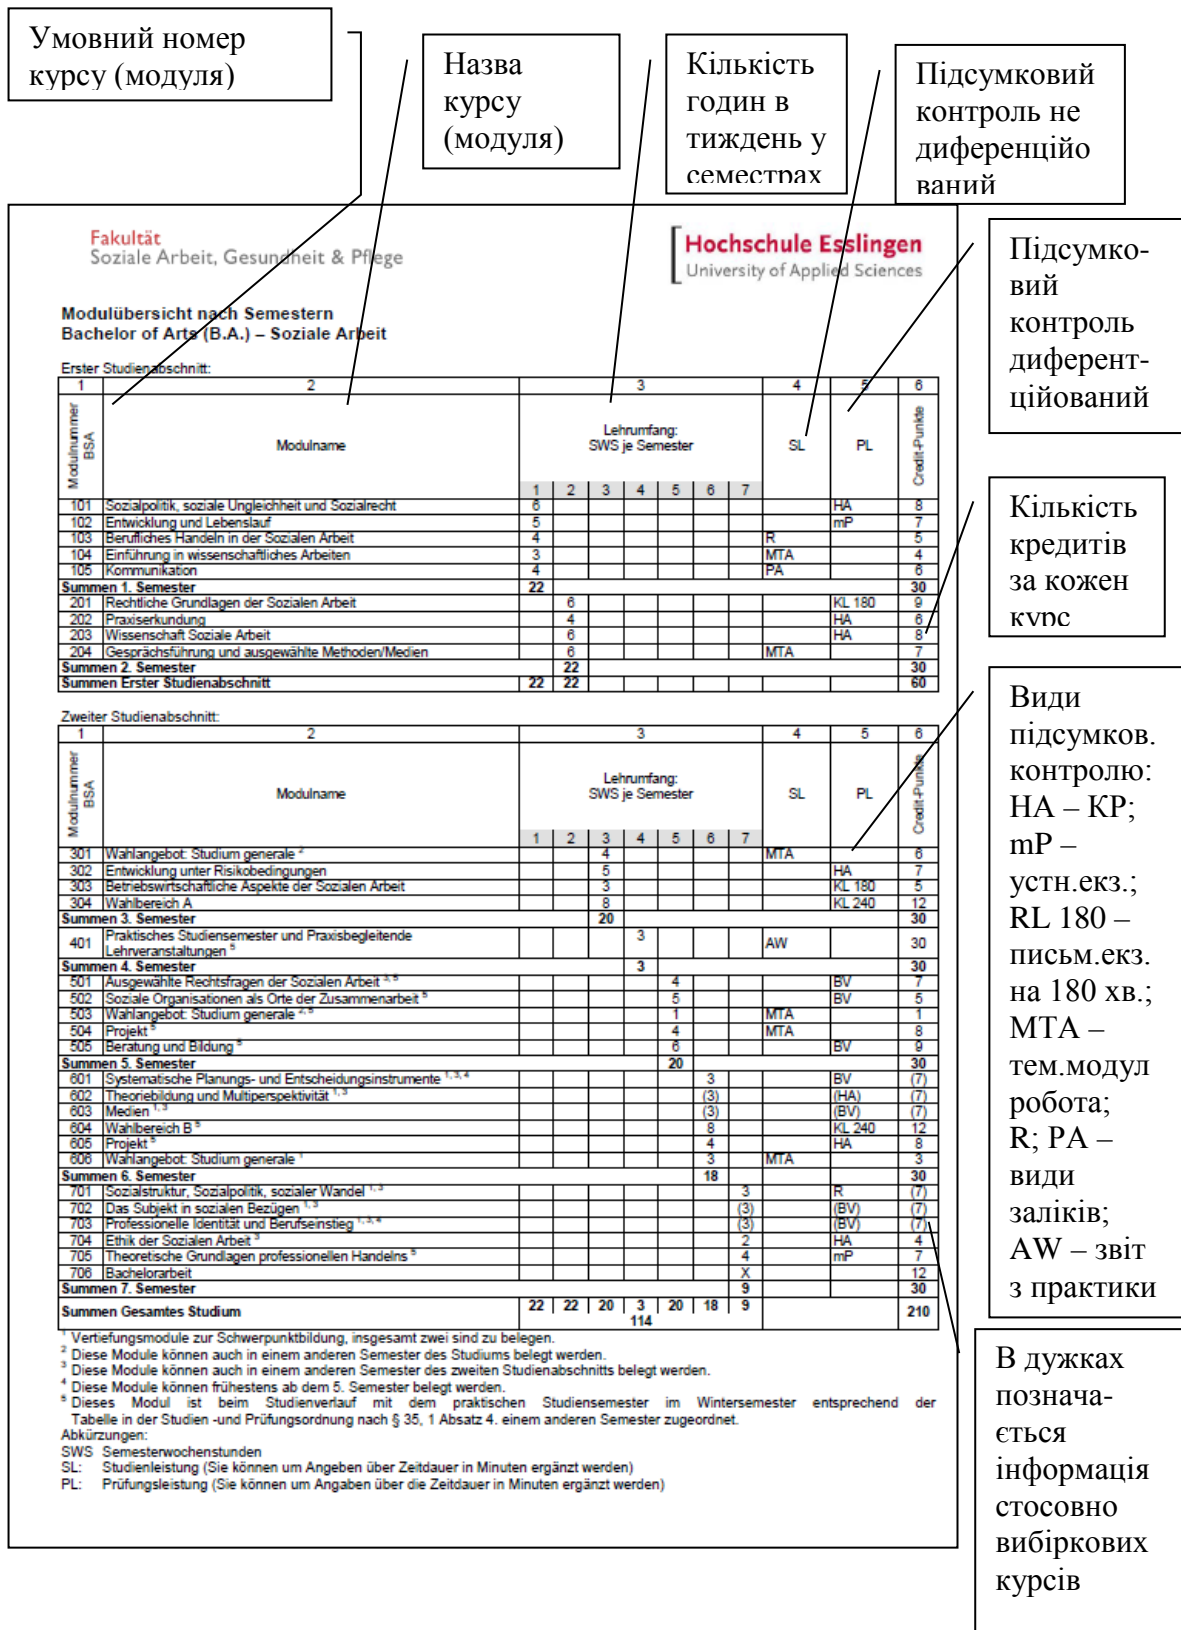 Умовний номер
курсу (модуля)
Назва
курсу
(модуля)
Кількість
годин в
тиждень у
семестрах
Підсумковий
контроль не
диференційо
ваний
Fakultät
Soziale Arbeit, Gesundheit & Pflege
Hochschule Esslingen
University of Applied Sciences
Підсумко-
вий
контроль
диферент-
ційований
Modulübersicht nach Semestern
Bachelor of Arts (B.A.) – Soziale Arbeit
Erster Studienabschnitt:
1 2 3 4 5 6
Modulnummer BSA Modulname Lehrumfang: SWS je Semester SL PL Credit-Punkte
1 2 3 4 5 6 7
101 Sozialpolitik, soziale Ungleichheit und Sozialrecht 6 HA 8
102 Entwicklung und Lebenslauf 5 mP 7
103 Berufliches Handeln in der Sozialen Arbeit 4 R 5
104 Einführung in wissenschaftliches Arbeiten 3 MTA 4
105 Kommunikation 4 PA 6
Summen 1. Semester 22 30
201 Rechtliche Grundlagen der Sozialen Arbeit 6 KL 180 9
202 Praxiserkundung 4 HA 6
203 Wissenschaft Soziale Arbeit 6 HA 8
204 Gesprächsführung und ausgewählte Methoden/Medien 6 MTA 7
Summen 2. Semester 22 30
Summen Erster Studienabschnitt 22 22 60
Кількість
кредитів
за кожен
курс
Zweiter Studienabschnitt:
1 2 3 4 5 6
Modulnummer BSA Modulname Lehrumfang: SWS je Semester SL PL Credit-Punkte
1 2 3 4 5 6 7
301 Wahlangebot: Studium generale ² 4 MTA 6
302 Entwicklung unter Risikobedingungen 5 HA 7
303 Betriebswirtschaftliche Aspekte der Sozialen Arbeit 3 KL 180 5
304 Wahlbereich A 8 KL 240 12
Summen 3. Semester 20 30
401 Praktisches Studiensemester und Praxisbegleitende
Lehrveranstaltungen ⁵ 3 AW 30
Summen 4. Semester 3 30
501 Ausgewählte Rechtsfragen der Sozialen Arbeit ³, ⁵ 4 BV 7
502 Soziale Organisationen als Orte der Zusammenarbeit ⁵ 5 BV 5
503 Wahlangebot: Studium generale ², ⁵ 1 MTA 1
504 Projekt ⁵ 4 MTA 8
505 Beratung und Bildung ⁵ 6 BV 9
Summen 5. Semester 20 30
601 Systematische Planungs- und Entscheidungsinstrumente ¹, ³, ⁴ 3 BV (7)
602 Theoriebildung und Multiperspektivität ¹, ³ (3) (HA) (7)
603 Medien ¹, ³ (3) (BV) (7)
604 Wahlbereich B ⁵ 8 KL 240 12
605 Projekt ⁵ 4 HA 8
606 Wahlangebot: Studium generale ¹ 3 MTA 3
Summen 6. Semester 18 30
701 Sozialstruktur, Sozialpolitik, sozialer Wandel ¹, ³ 3 R (7)
702 Das Subjekt in sozialen Bezügen ¹, ³ (3) (BV) (7)
703 Professionelle Identität und Berufseinstieg ¹, ³, ⁴ (3) (BV) (7)
704 Ethik der Sozialen Arbeit ³ 2 HA 4
705 Theoretische Grundlagen professionellen Handelns ⁵ 4 mP 7
706 Bachelorarbeit X 12
Summen 7. Semester 9 30
Summen Gesamtes Studium 22 22 20 3 20 18 9 210
114
Види
підсумков.
контролю:
НА – КР;
mP –
устн.екз.;
RL 180 –
письм.екз.
на 180 хв.;
МТА –
тем.модул
робота;
R; РА –
види
заліків;
AW – звіт
з практики
¹ Vertiefungsmodule zur Schwerpunktbildung, insgesamt zwei sind zu belegen.
² Diese Module können auch in einem anderen Semester des Studiums belegt werden.
³ Diese Module können auch in einem anderen Semester des zweiten Studienabschnitts belegt werden.
⁴ Diese Module können frühestens ab dem 5. Semester belegt werden.
⁵ Dieses Modul ist beim Studienverlauf mit dem praktischen Studiensemester im Wintersemester entsprechend der
Tabelle in der Studien -und Prüfungsordnung nach § 35, 1 Absatz 4. einem anderen Semester zugeordnet.
Abkürzungen:
SWS Semesterwochenstunden
SL: Studienleistung (Sie können um Angeben über Zeitdauer in Minuten ergänzt werden)
PL: Prüfungsleistung (Sie können um Angaben über die Zeitdauer in Minuten ergänzt werden)
В дужках
познача-
ється
інформація
стосовно
вибіркових
курсів